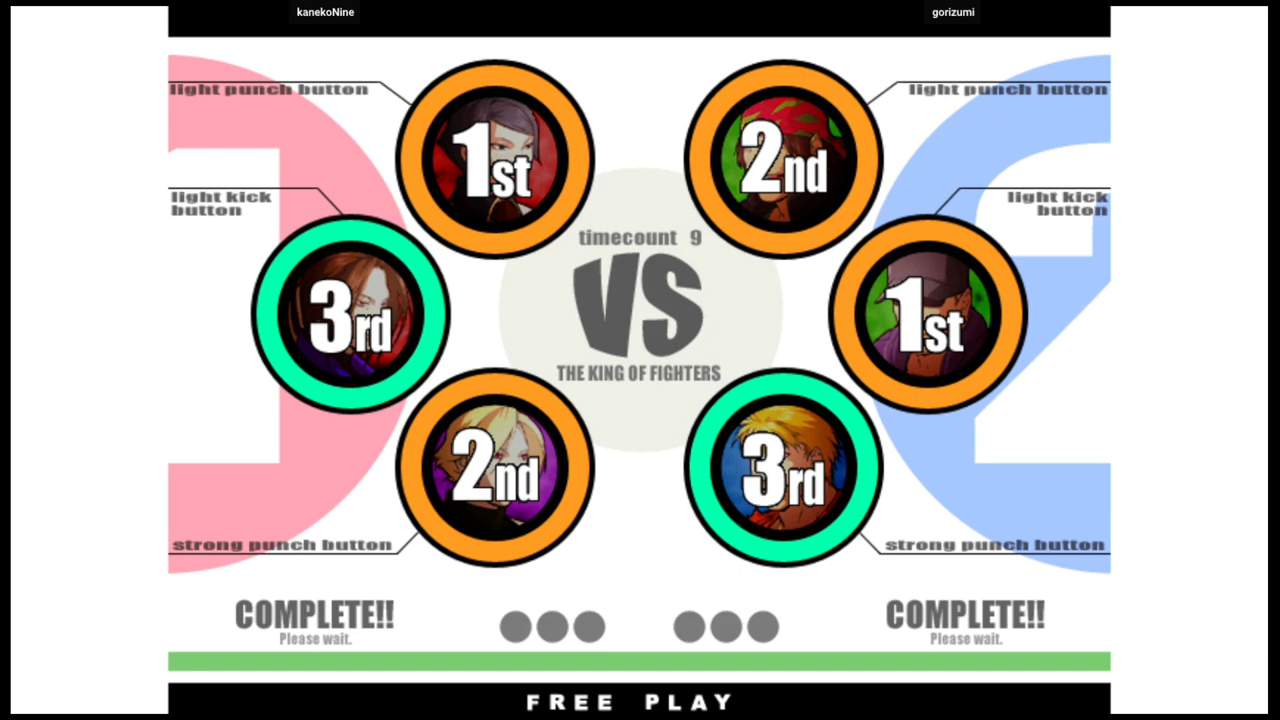 kanekoNine
gorizumi
light punch button
light punch button
1st
2nd
light kick
button
light kick
button
timecount 9
VS
THE KING OF FIGHTERS
3rd
1st
2nd
3rd
strong punch button
strong punch button
COMPLETE!!
Please wait.
COMPLETE!!
Please wait.
FREE PLAY